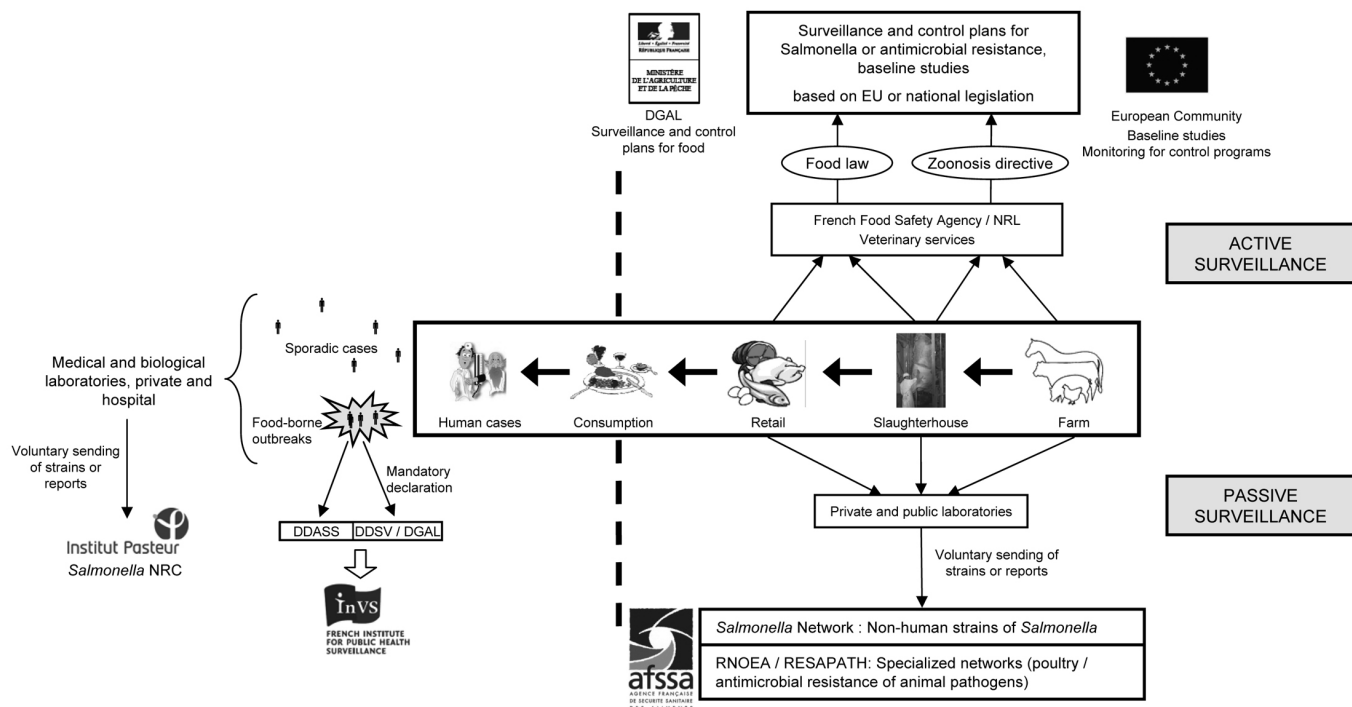 Liberté • Égalité • Fraternité
RÉPUBLIQUE FRANÇAISE
MINISTÈRE
DE L'AGRICULTURE
ET DE LA PÊCHE
DGAL
Surveillance and control
plans for food
Surveillance and control plans for
Salmonella or antimicrobial resistance,
baseline studies
based on EU or national legislation
European Community
Baseline studies
Monitoring for control programs
Food law
Zoonosis directive
French Food Safety Agency / NRL
Veterinary services
ACTIVE
SURVEILLANCE
Medical and biological
laboratories, private and
hospital
Sporadic cases
Food-borne
outbreaks
Human cases
Consumption
Retail
Slaughterhouse
Farm
Voluntary sending
of strains or
reports
Mandatory
declaration
Private and public laboratories
PASSIVE
SURVEILLANCE
DDASS
DDSV / DGAL
Institut Pasteur
Salmonella NRC
Voluntary sending of
strains or reports
inVS
FRENCH INSTITUTE
FOR PUBLIC HEALTH
SURVEILLANCE
Salmonella Network : Non-human strains of Salmonella
RNOEA / RESAPATH: Specialized networks (poultry /
antimicrobial resistance of animal pathogens)
afssa
AGENCE FRANÇAISE
DE SECURITE SANITAIRE